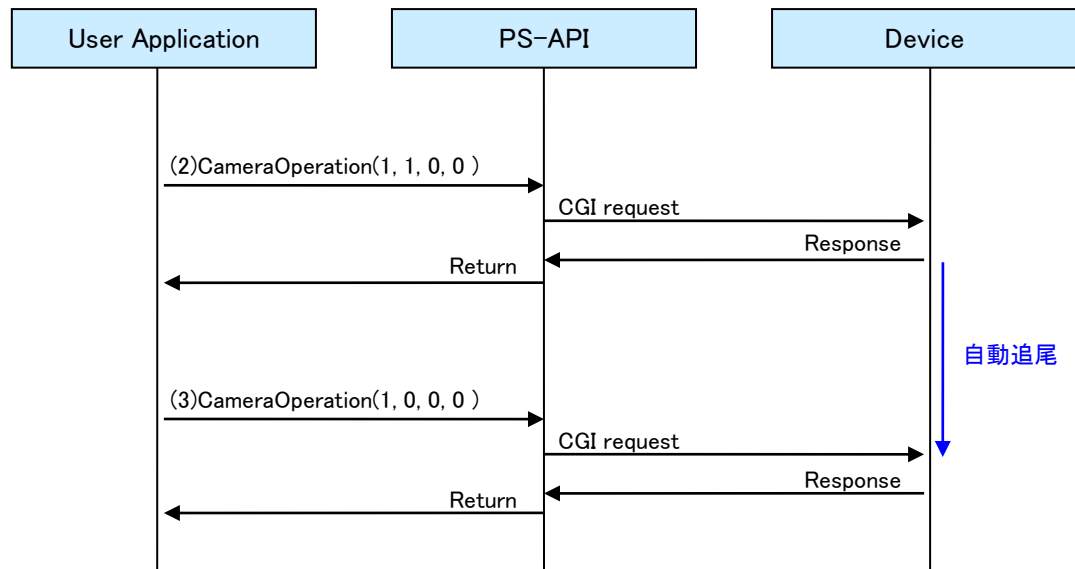 User Application
PS-API
Device
(2)CameraOperation(1, 1, 0, 0 )
CGI request
Response
Return
自動追尾
(3)CameraOperation(1, 0, 0, 0 )
CGI request
Response
Return